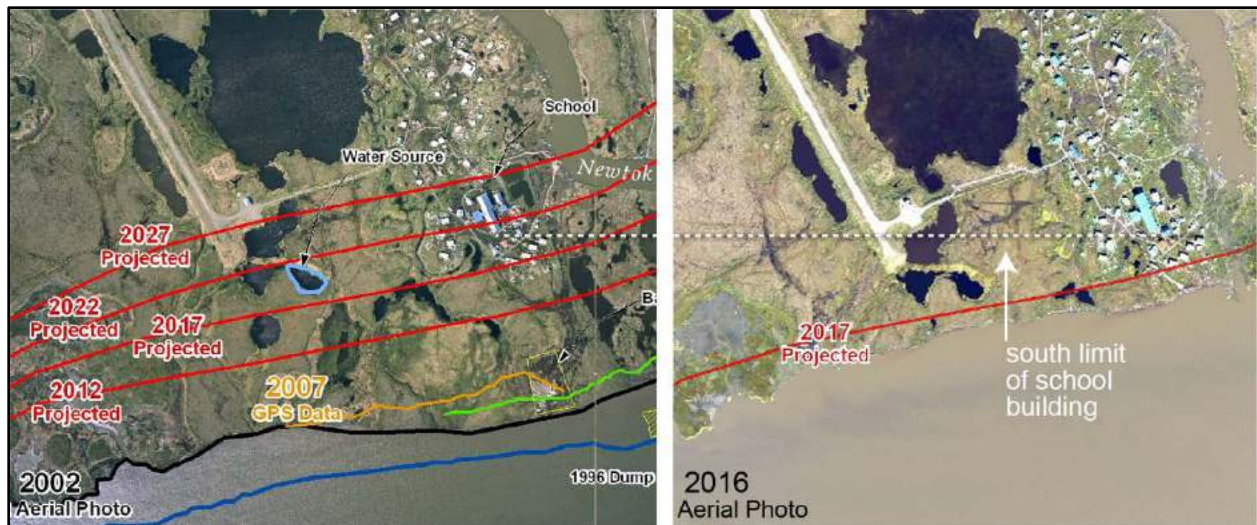 School
Water Source
Newtok
2027
Projected
2022
Projected
2017
Projected
2012
Projected
2007
GPS Data
1996 Dump
2002
Aerial Photo
2017
Projected
south limit
of school
building
2016
Aerial Photo